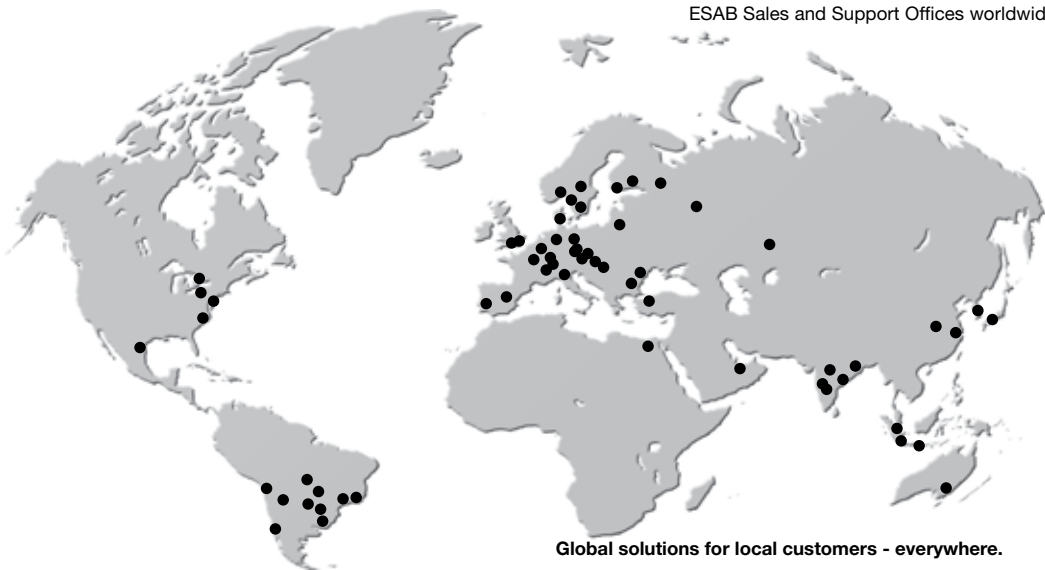 ESAB Sales and Support Offices worldwid
Global solutions for local customers - everywhere.